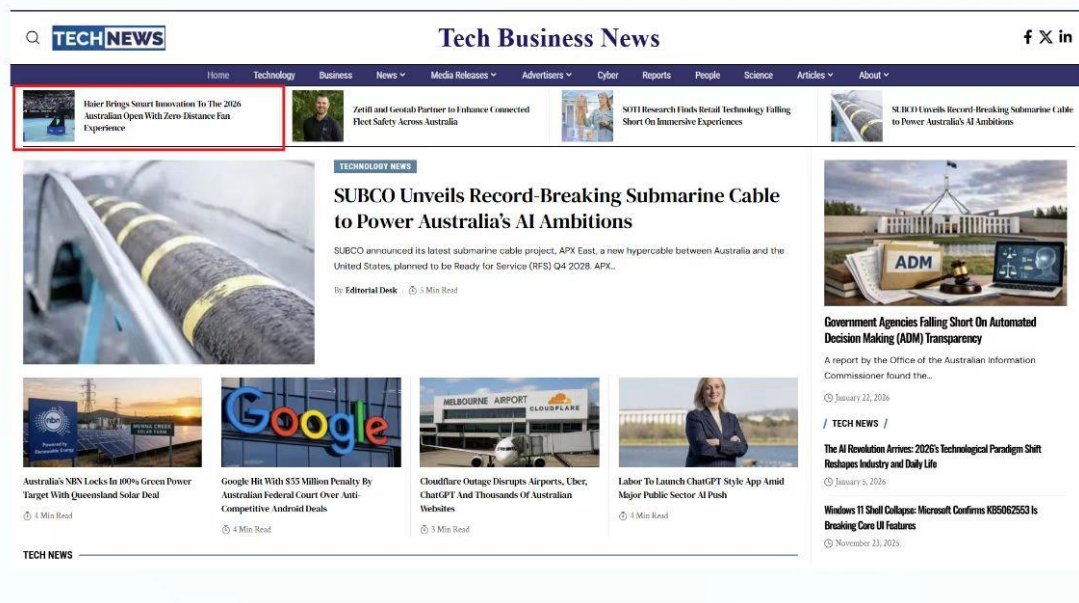 TECH NEWS
Tech Business News
Home Technology Business News Media Releases Advertisers Cyber Reports People Science Articles About
Haier Brings Smart Innovation To The 2026
Australian Open With Zero-Distance Fan
Experience
Zetifi and Geotab Partner to Enhance Connected
Fleet Safety Across Australia
SOTI Research Finds Retail Technology Falling
Short On Immersive Experiences
SUBCO Unveils Record-Breaking Submarine Cable
to Power Australia's AI Ambitions
TECHNOLOGY NEWS
SUBCO Unveils Record-Breaking Submarine Cable
to Power Australia's AI Ambitions
SUBCO announced its latest submarine cable project, APX East, a new hypercable between Australia and the
United States, planned to be Ready for Service (RFS) Q4 2028. APX...
By Editorial Desk 5 Min Read
nbn
Powered by
Renewable Energy
MENNA CREEK
SOLAR FARM
Australia's NBN Locks In 100% Green Power
Target With Queensland Solar Deal
4 Min Read
Google
Google Hit With $55 Million Penalty By
Australian Federal Court Over Anti-
Competitive Android Deals
4 Min Read
MELBOURNE AIRPORT
CLOUDFLARE
Cloudflare Outage Disrupts Airports, Uber,
ChatGPT And Thousands Of Australian
Websites
3 Min Read
Labor To Launch ChatGPT Style App Amid
Major Public Sector AI Push
4 Min Read
TECH NEWS
ADM
Government Agencies Falling Short On Automated
Decision Making (ADM) Transparency
A report by the Office of the Australian Information
Commissioner found the...
January 22, 2026
/ TECH NEWS /
The AI Revolution Arrives: 2026's Technological Paradigm Shift
Reshapes Industry and Daily Life
January 5, 2026
Windows 11 Shell Collapse: Microsoft Confirms KB5062553 Is
Breaking Core UI Features
November 23, 2025